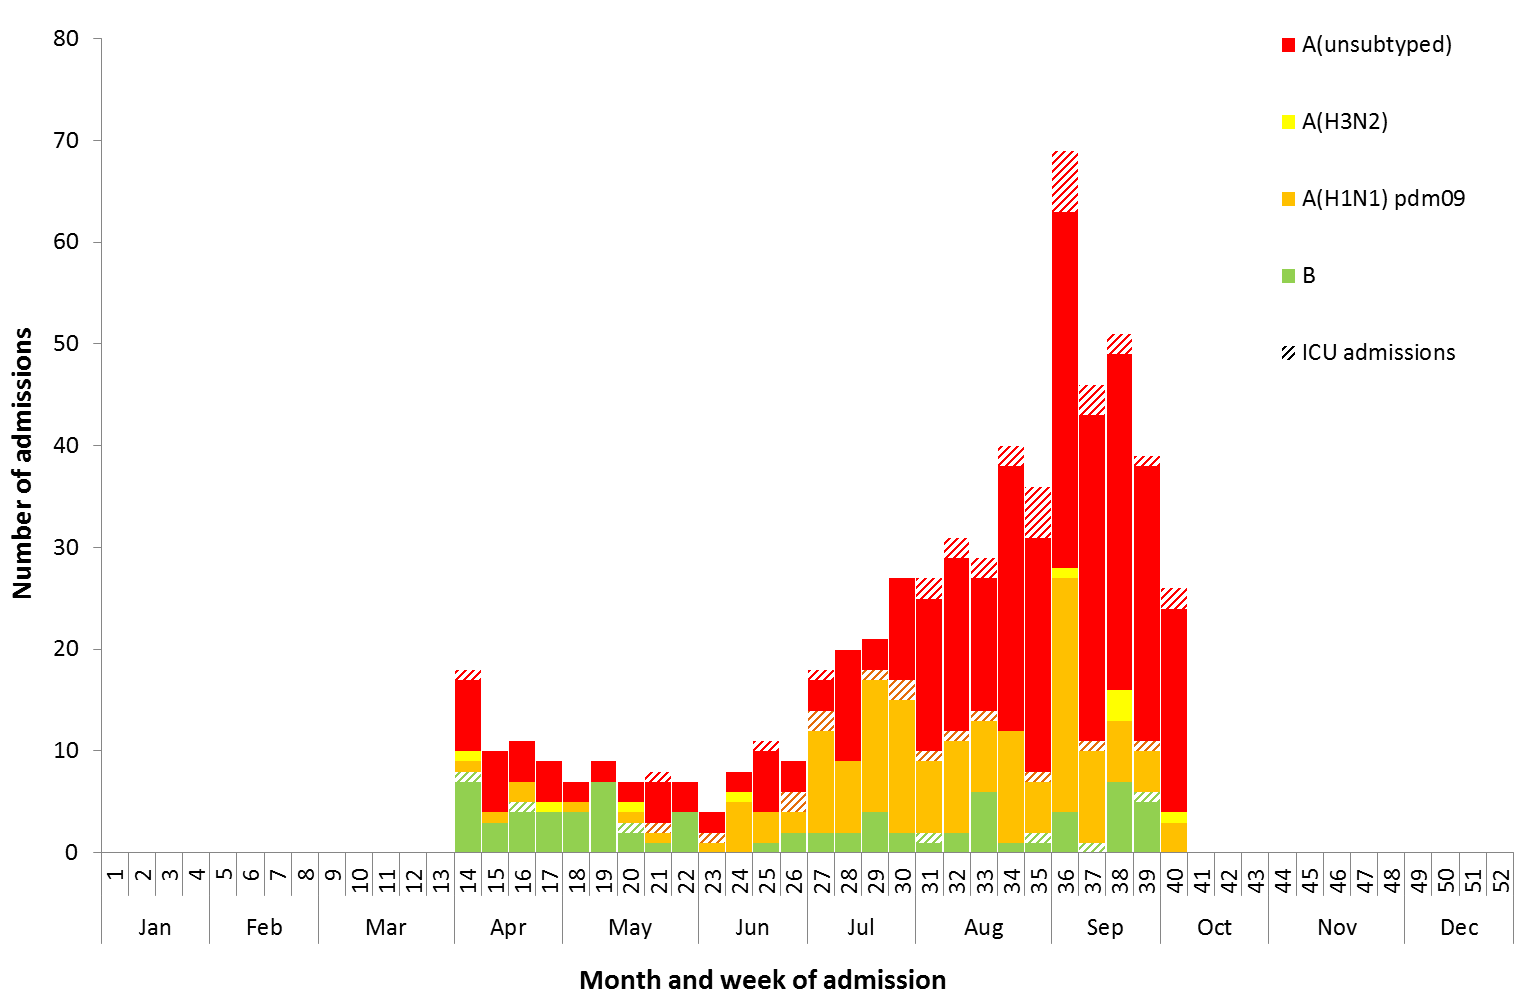 80
70
60
50
40
30
20
10
0
Number of admissions
A(unsubtyped)
A(H3N2)
A(H1N1) pdm09
B
ICU admissions
1 2 3 4 5 6 7 8 9 10 11 12 13 14 15 16 17 18 19 20 21 22 23 24 25 26 27 28 29 30 31 32 33 34 35 36 37 38 39 40 41 42 43 44 45 46 47 48 49 50 51 52
Jan Feb Mar Apr May Jun Jul Aug Sep Oct Nov Dec
Month and week of admission